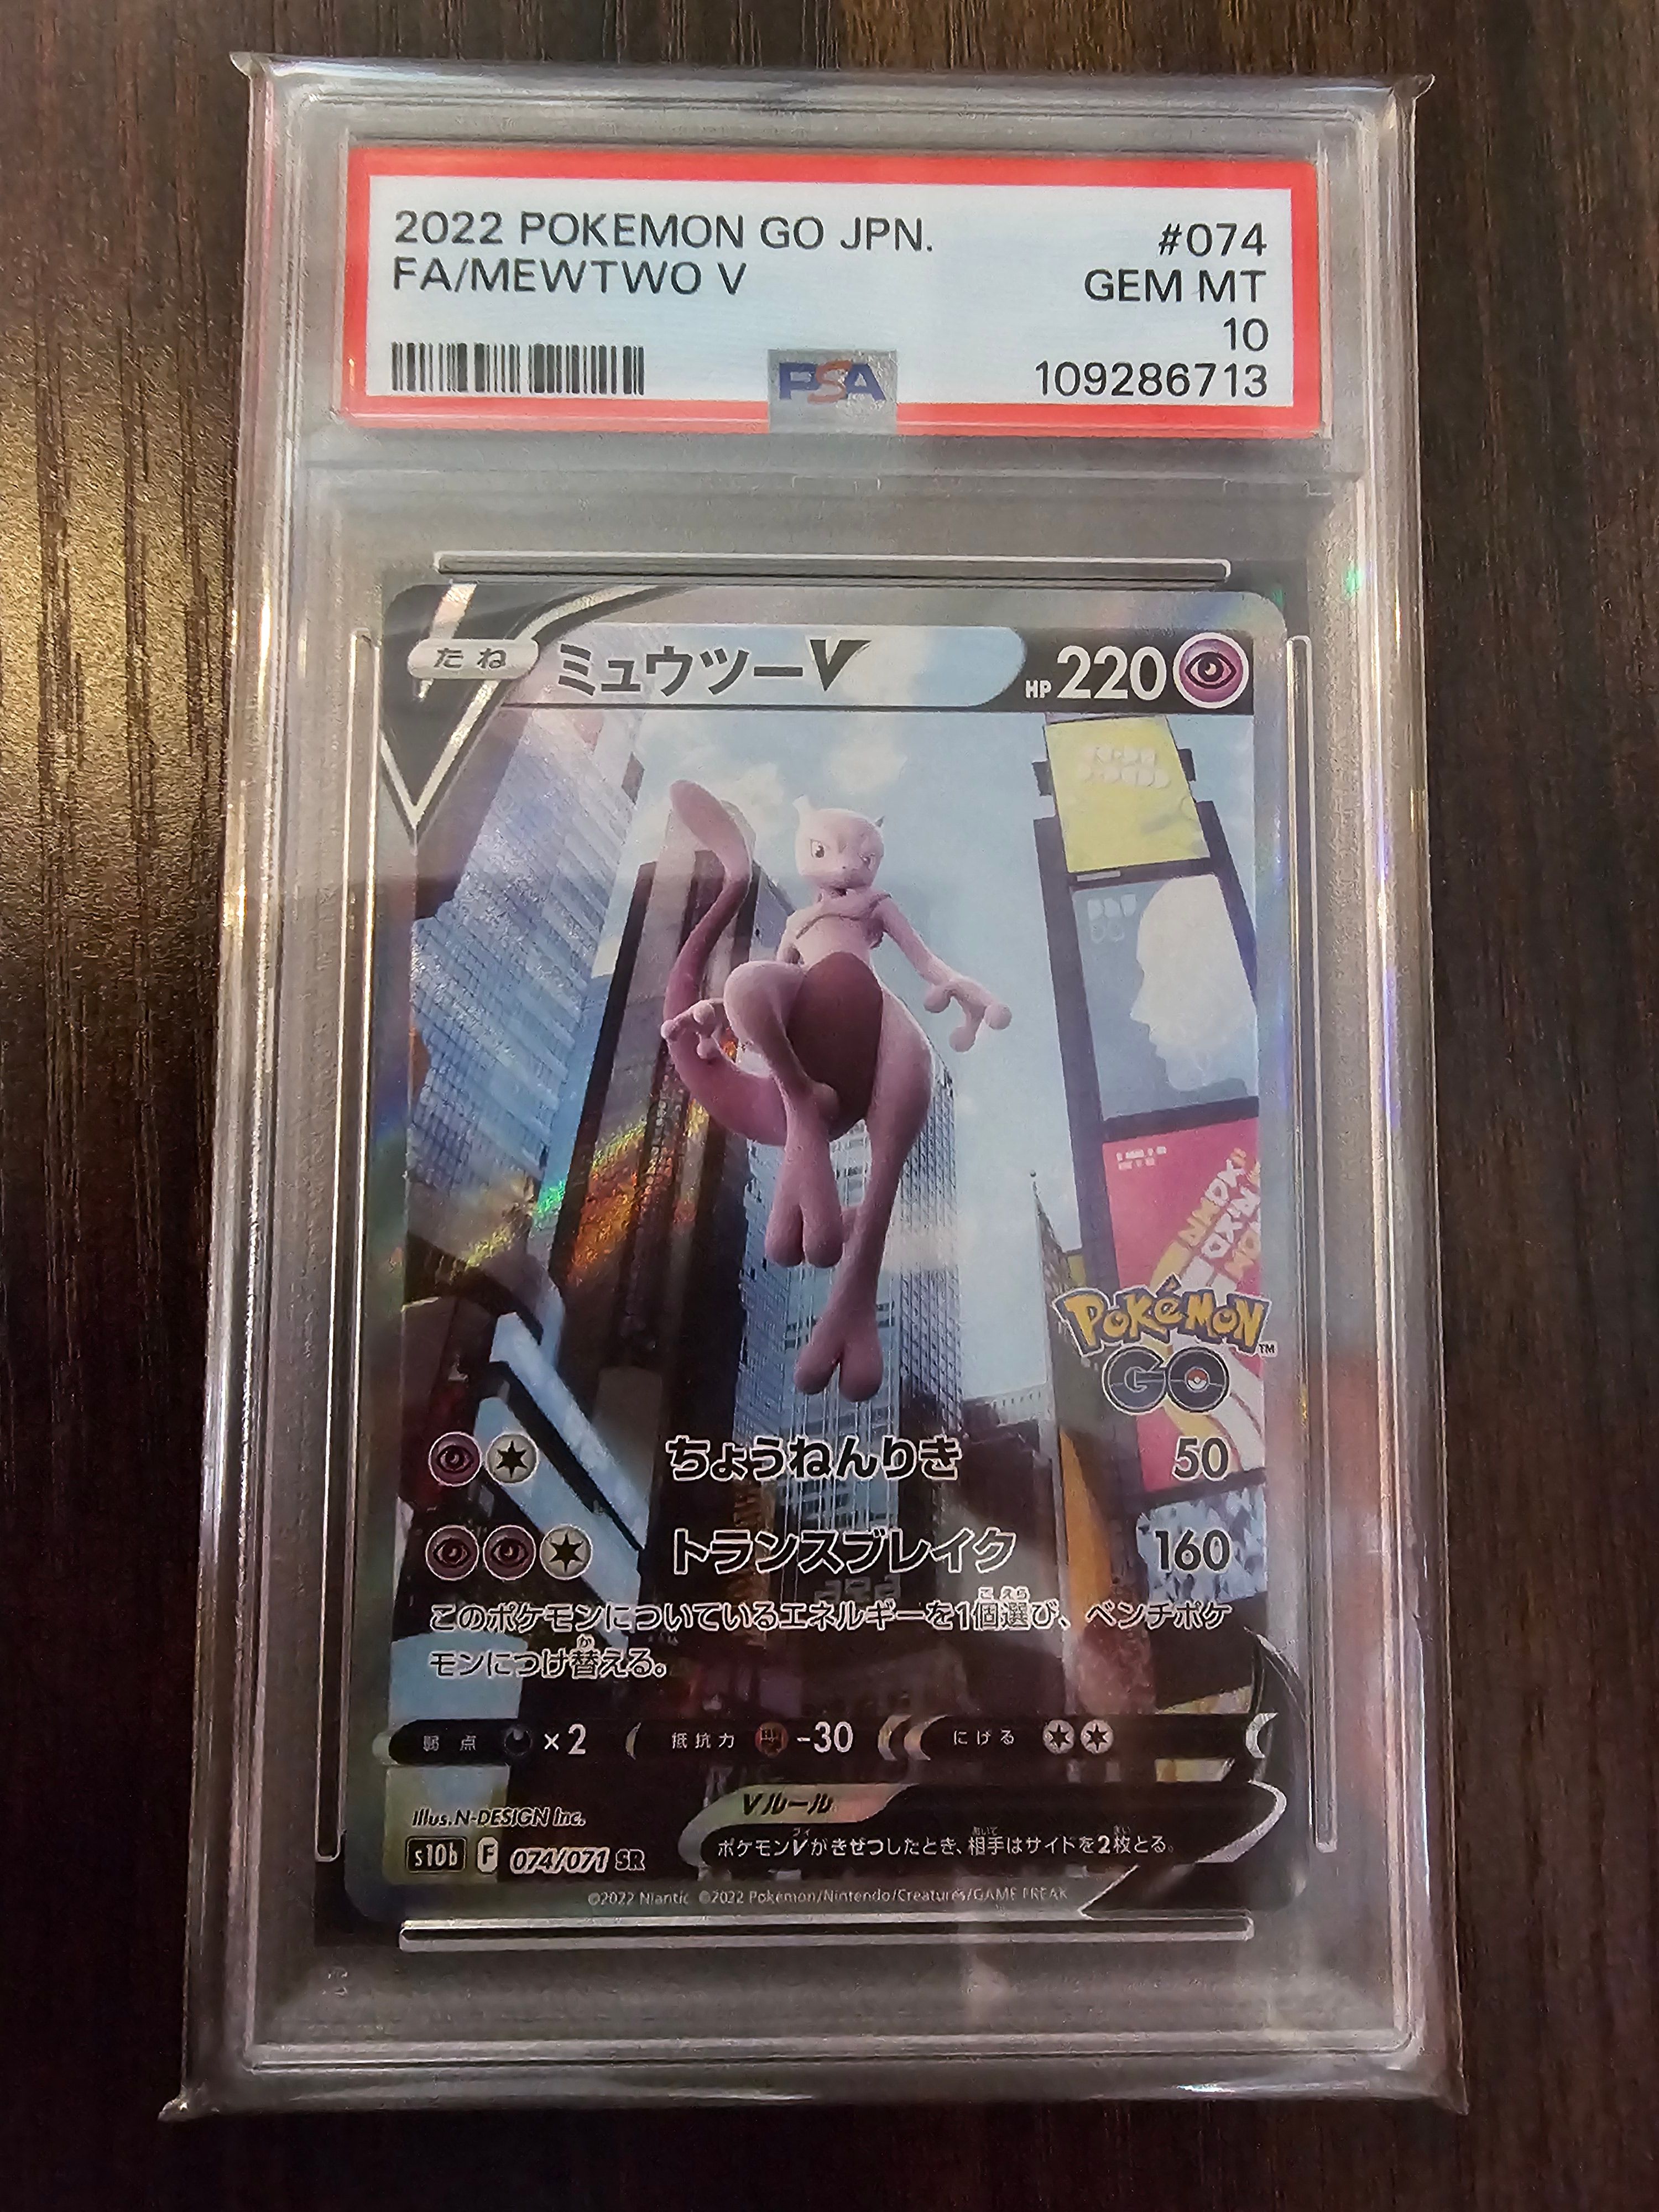 2022 POKEMON GO JPN. #074
FA/MEWTWO V GEM MT
10
PSA 109286713
たね ミュウツーV HP 220
Pokémon™
GO
ちょうねんりき 50
トランスブレイク 160
このポケモンについているエネルギーを1個選び、ベンチポケ
モンにつけ替える。
弱点 ×2 抵抗力 -30 にげる
Vルール
Illus.N-DESIGN Inc.
ポケモンVがきぜつしたとき、相手はサイドを2枚とる。
s10b F 074/071 SR
©2022 Niantic ©2022 Pokémon/Nintendo/Creatures/GAME FREAK